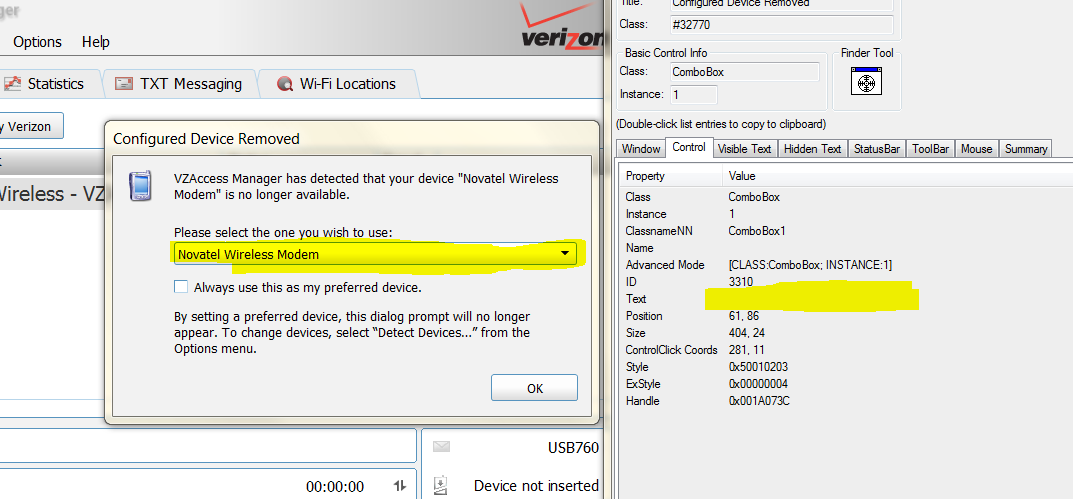 ger
Options Help
verizon
Statistics TXT Messaging Wi-Fi Locations
y Verizon
Wireless - VZ
Configured Device Removed
VZAccess Manager has detected that your device "Novatel Wireless
Modem" is no longer available.
Please select the one you wish to use:
Novatel Wireless Modem
Always use this as my preferred device.
By setting a preferred device, this dialog prompt will no longer
appear. To change devices, select “Detect Devices...” from the
Options menu.
OK
USB760
00:00:00
Device not inserted
Title: Configured Device Removed
Class: #32770
Basic Control Info
Class: ComboBox
Instance: 1
Finder Tool
(Double-click list entries to copy to clipboard)
Window Control Visible Text Hidden Text StatusBar ToolBar Mouse Summary
Property Value
Class ComboBox
Instance 1
ClassnameNN ComboBox1
Name
Advanced Mode [CLASS:ComboBox; INSTANCE:1]
ID 3310
Text
Position 61, 86
Size 404, 24
ControlClick Coords 281, 11
Style 0x50010203
ExStyle 0x00000004
Handle 0x001A073C